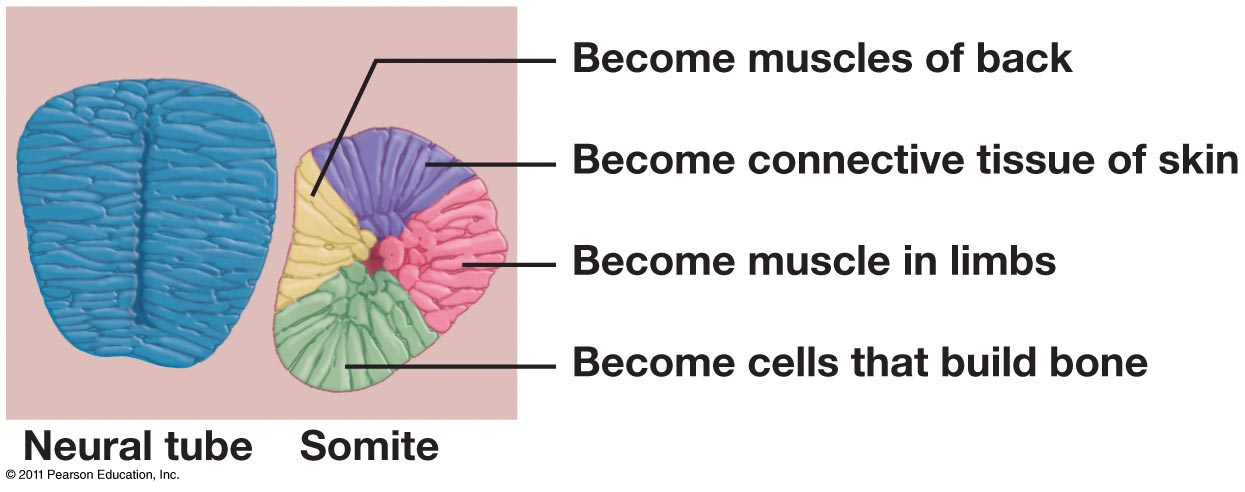 Become muscles of back
Become connective tissue of skin
Become muscle in limbs
Become cells that build bone
Neural tube
Somite
© 2011 Pearson Education, Inc.